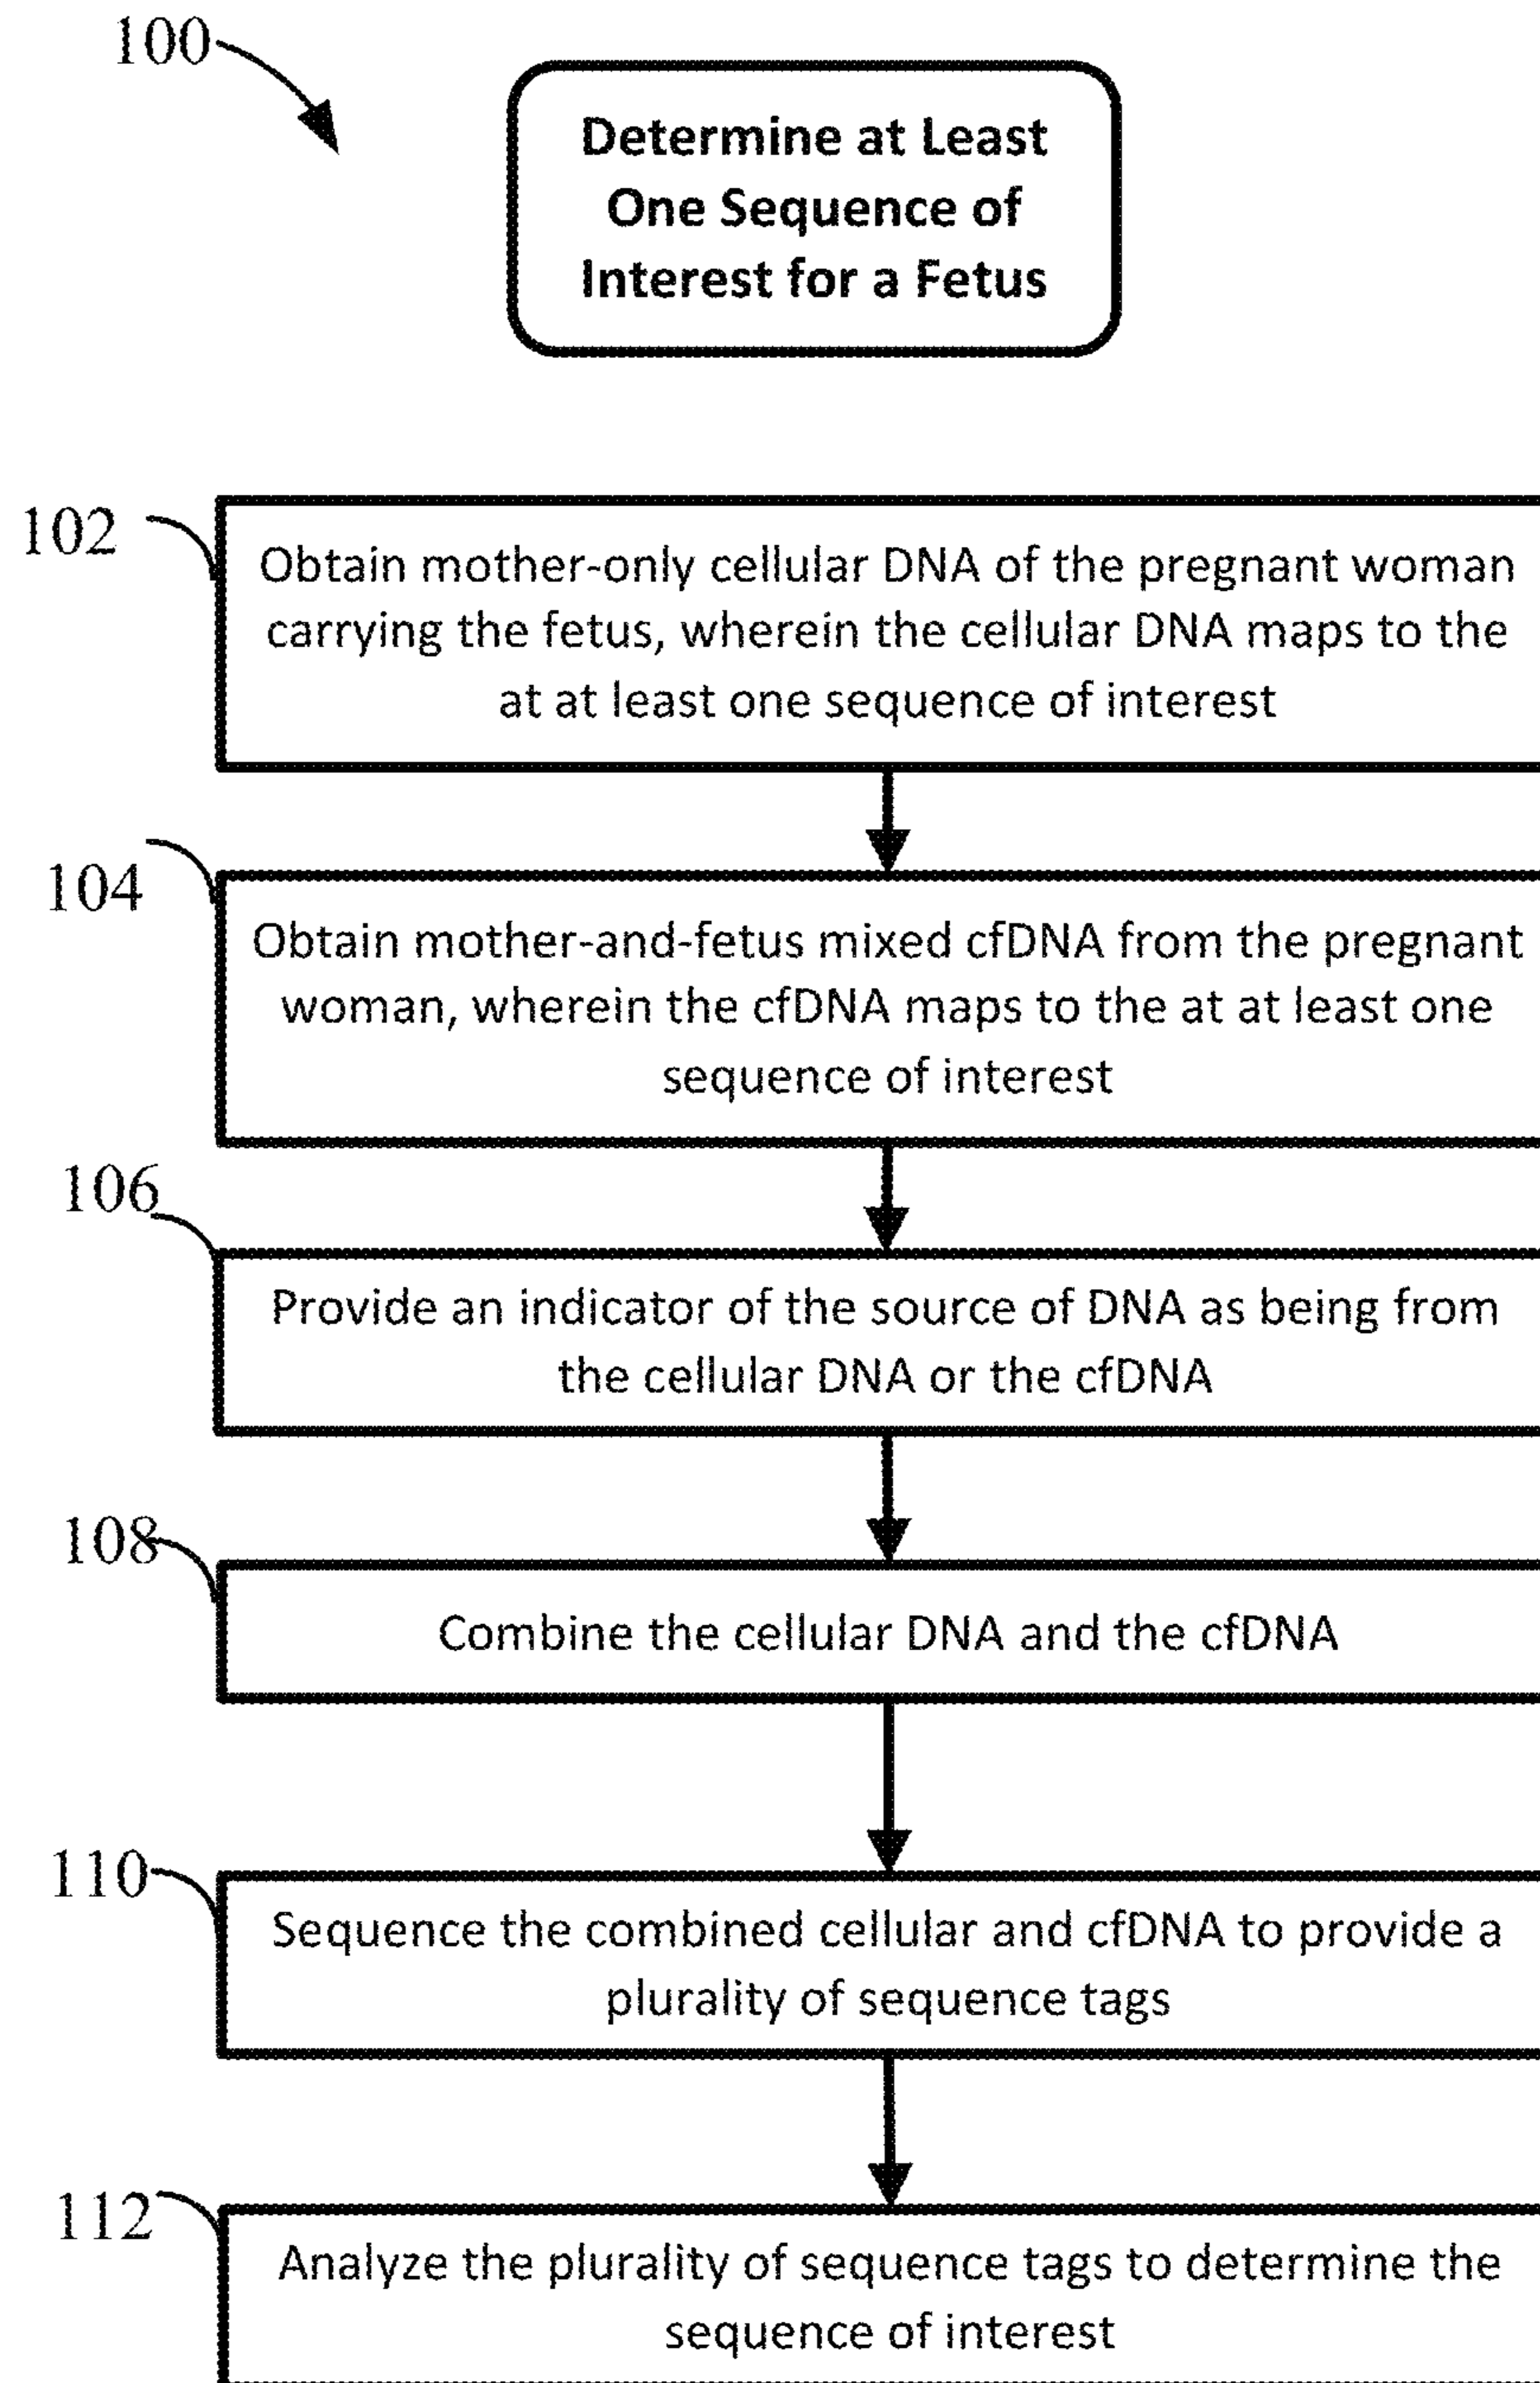 100
Determine at Least
One Sequence of
Interest for a Fetus
102
Obtain mother-only cellular DNA of the pregnant woman
carrying the fetus, wherein the cellular DNA maps to the
at at least one sequence of interest
104
Obtain mother-and-fetus mixed cfDNA from the pregnant
woman, wherein the cfDNA maps to the at at least one
sequence of interest
106
Provide an indicator of the source of DNA as being from
the cellular DNA or the cfDNA
108
Combine the cellular DNA and the cfDNA
110
Sequence the combined cellular and cfDNA to provide a
plurality of sequence tags
112
Analyze the plurality of sequence tags to determine the
sequence of interest